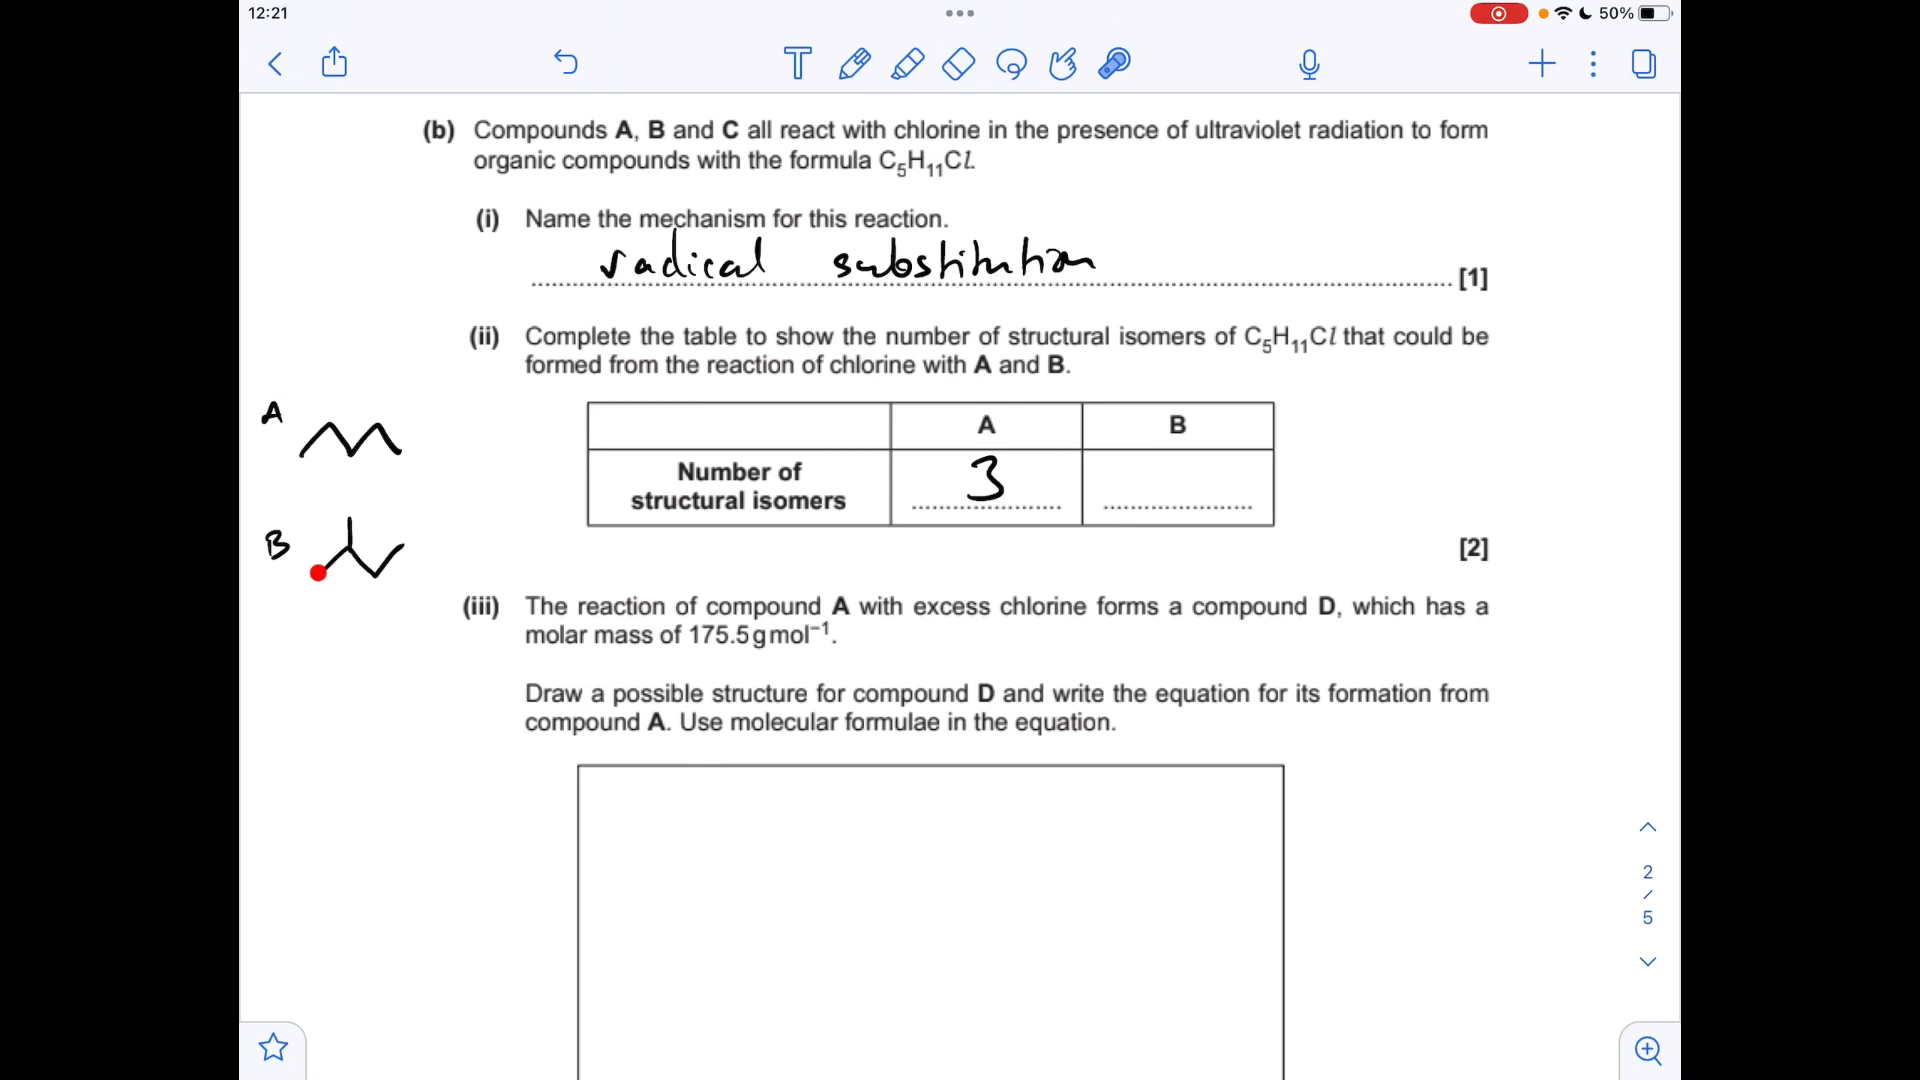 12:21
50%
(b) Compounds A, B and C all react with chlorine in the presence of ultraviolet radiation to form
organic compounds with the formula C₅H₁₁Cl.
(i) Name the mechanism for this reaction.
radical substitution
[1]
(ii) Complete the table to show the number of structural isomers of C₅H₁₁Cl that could be
formed from the reaction of chlorine with A and B.
A
A B
Number of
structural isomers
3
B
[2]
(iii) The reaction of compound A with excess chlorine forms a compound D, which has a
molar mass of 175.5 g mol⁻¹.
Draw a possible structure for compound D and write the equation for its formation from
compound A. Use molecular formulae in the equation.
2
/
5